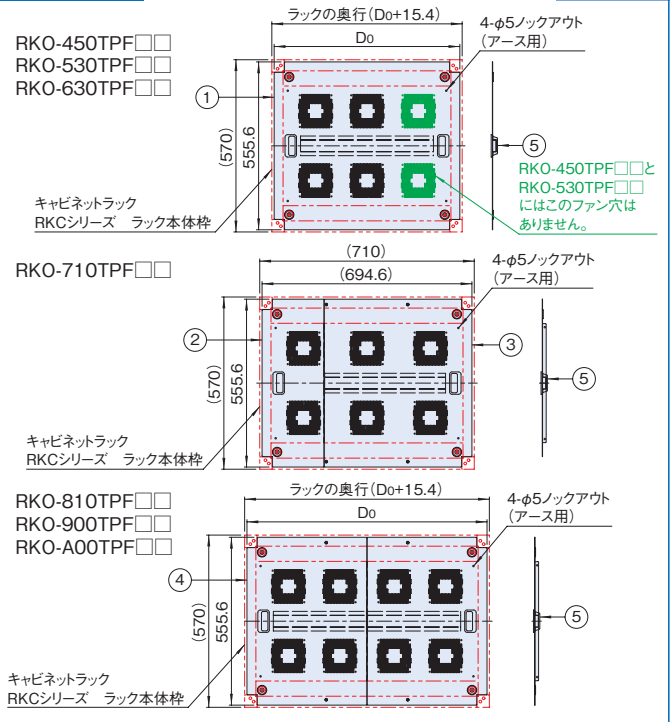 RKO-450TPF□□
RKO-530TPF□□
RKO-630TPF□□
ラックの奥行(D0+15.4)
D0
4-φ5ノックアウト
(アース用)
①
(570)
555.6
⑤
キャビネットラック
RKCシリーズ ラック本体枠
RKO-450TPF□□と
RKO-530TPF□□
にはこのファン穴は
ありません。
RKO-710TPF□□
(710)
(694.6)
4-φ5ノックアウト
(アース用)
②
③
(570)
555.6
⑤
キャビネットラック
RKCシリーズ ラック本体枠
RKO-810TPF□□
RKO-900TPF□□
RKO-A00TPF□□
ラックの奥行(D0+15.4)
D0
4-φ5ノックアウト
(アース用)
④
(570)
555.6
⑤
キャビネットラック
RKCシリーズ ラック本体枠